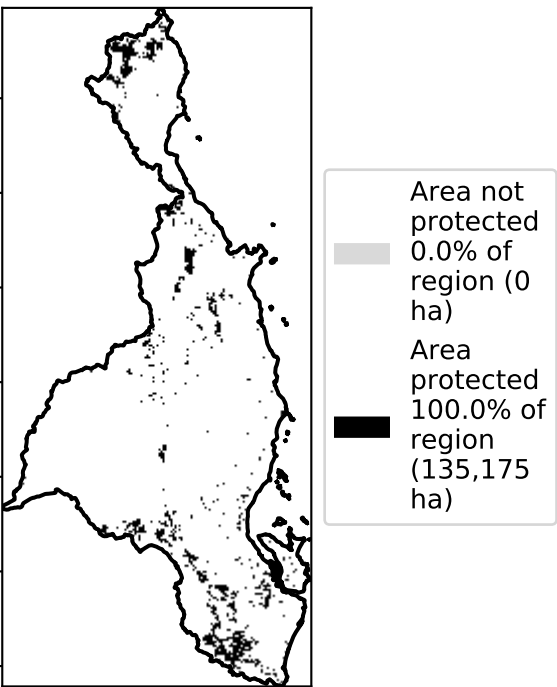 Area not
protected
0.0% of
region (0
ha)
Area
protected
100.0% of
region
(135,175
ha)